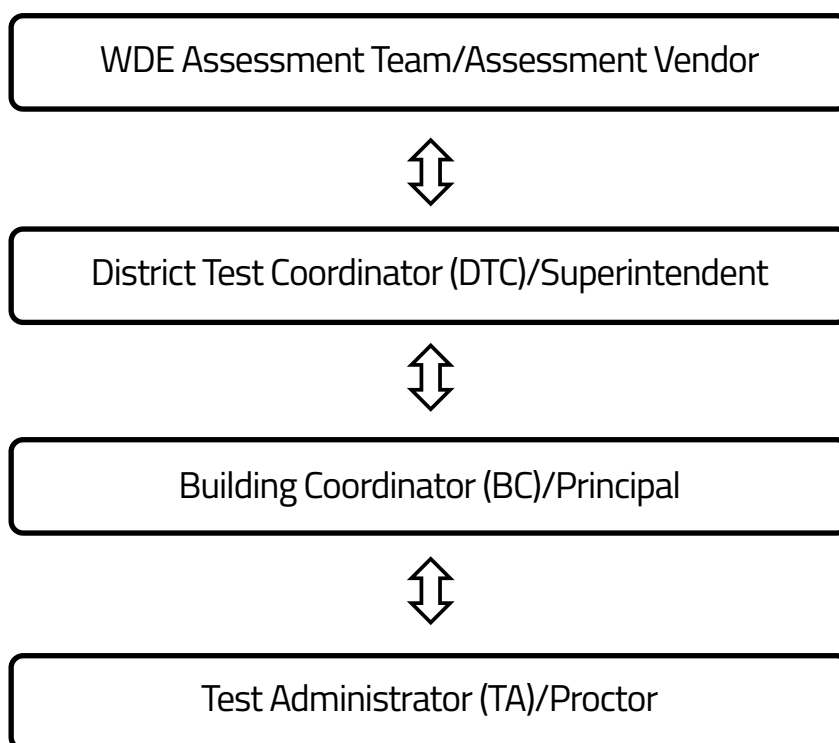 WDE Assessment Team/Assessment Vendor
District Test Coordinator (DTC)/Superintendent
Building Coordinator (BC)/Principal
Test Administrator (TA)/Proctor